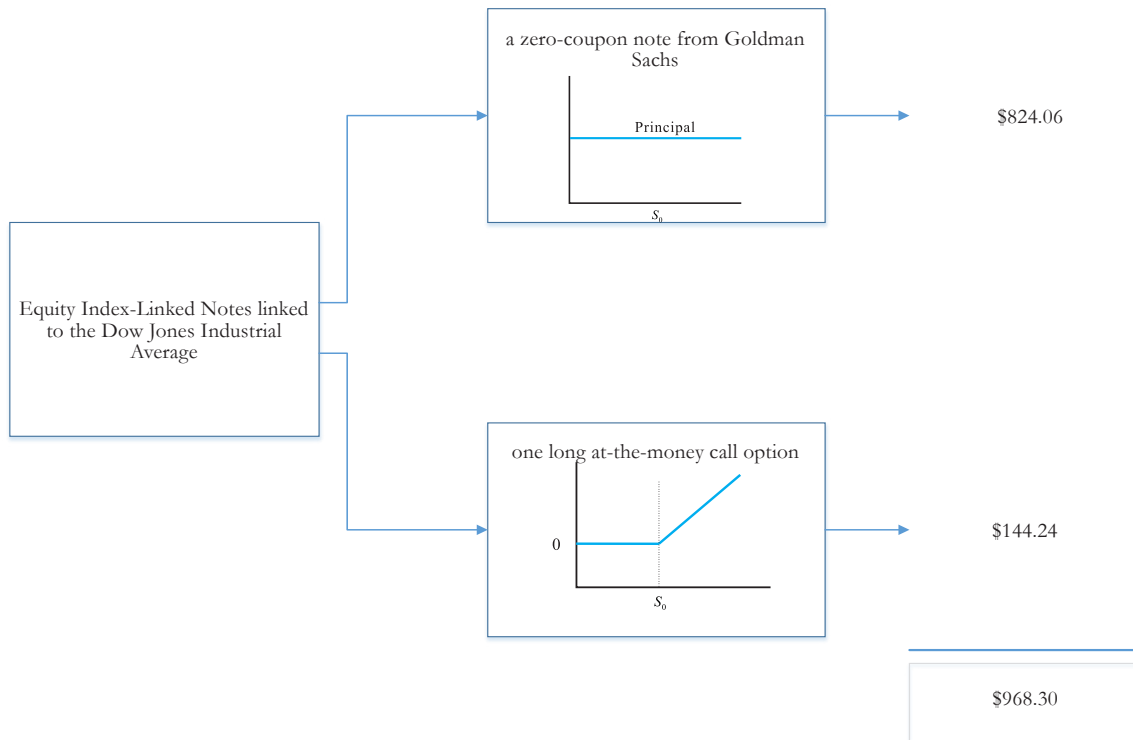 a zero-coupon note from Goldman
Sachs
Principal
S₀
$824.06
Equity Index-Linked Notes linked
to the Dow Jones Industrial
Average
one long at-the-money call option
0
S₀
$144.24
$968.30